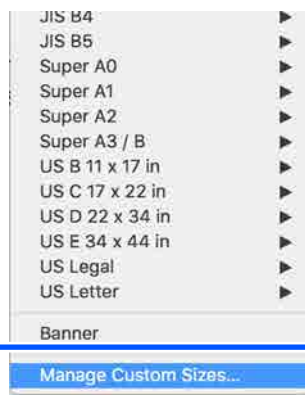 JIS B4
JIS B5
Super A0
Super A1
Super A2
Super A3 / B
US B 11 x 17 in
US C 17 x 22 in
US D 22 x 34 in
US E 34 x 44 in
US Legal
US Letter
Banner
Manage Custom Sizes...